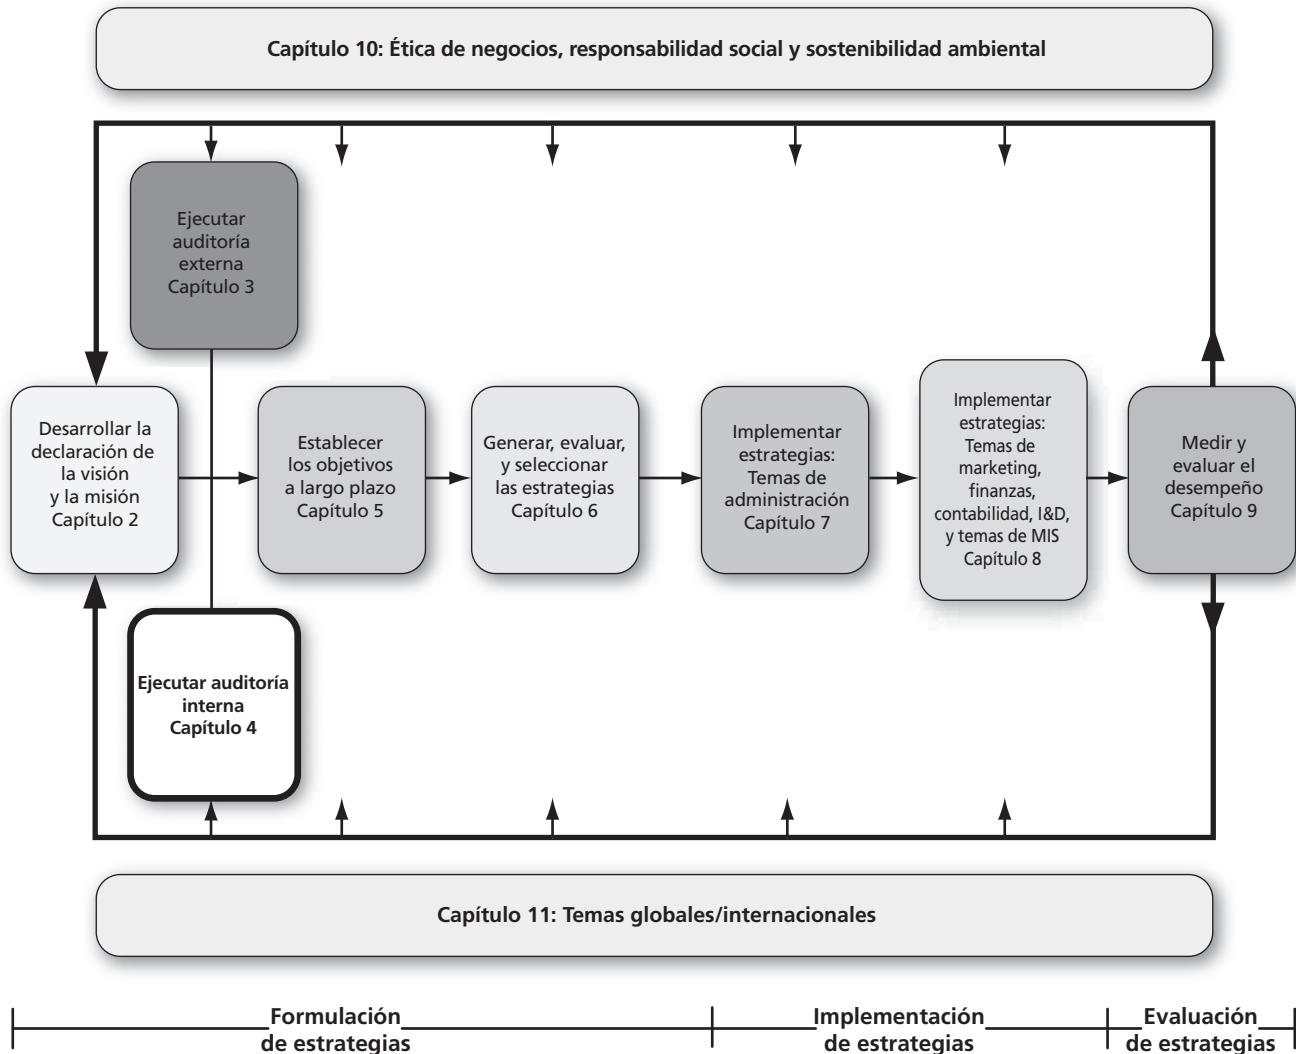 Capítulo 10: Ética de negocios, responsabilidad social y sostenibilidad ambiental
Ejecutar
auditoría
externa
Capítulo 3
Desarrollar la
declaración de
la visión
y la misión
Capítulo 2
Establecer
los objetivos
a largo plazo
Capítulo 5
Generar, evaluar,
y seleccionar
las estrategias
Capítulo 6
Implementar
estrategias:
Temas de
administración
Capítulo 7
Implementar
estrategias:
Temas de
marketing,
finanzas,
contabilidad, I&D,
y temas de MIS
Capítulo 8
Medir y
evaluar el
desempeño
Capítulo 9
Ejecutar auditoría
interna
Capítulo 4
Capítulo 11: Temas globales/internacionales
Formulación
de estrategias
Implementación
de estrategias
Evaluación
de estrategias